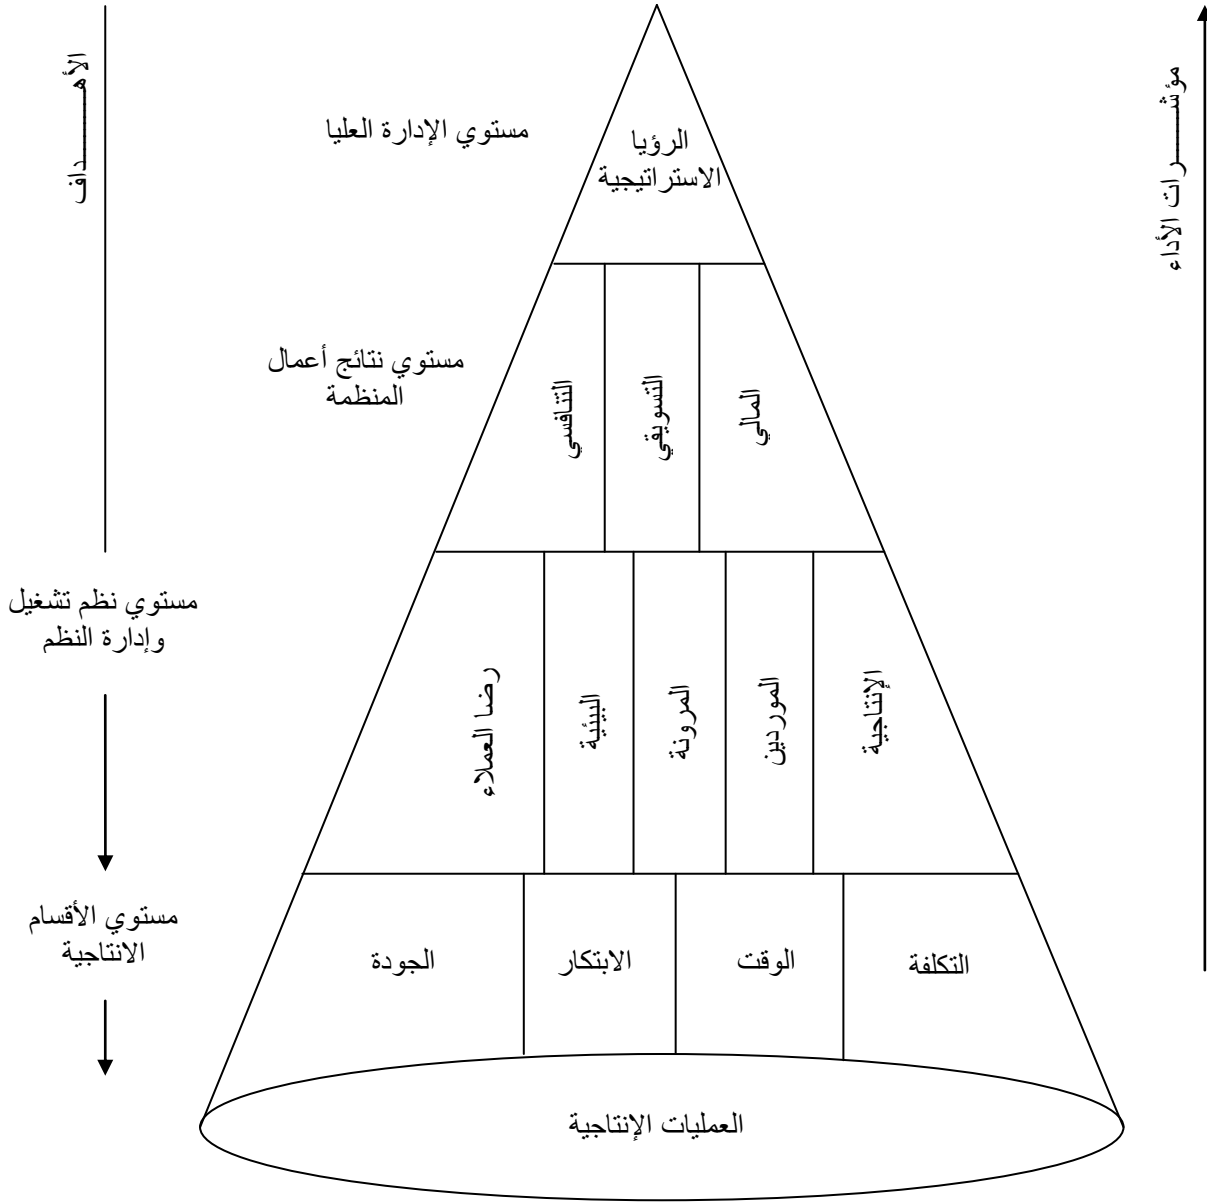 الأهــــــداف
مؤشـــــرات الأداء
مستوي الإدارة العليا
الرؤيا
الاستراتيجية
مستوي نتائج أعمال
المنظمة
المالي
التسويقي
التنافسي
مستوي نظم تشغيل
وإدارة النظم
الإنتاجية
الموردين
المرونة
البيئية
رضا العملاء
مستوي الأقسام
الانتاجية
التكلفة
الوقت
الابتكار
الجودة
العمليات الإنتاجية